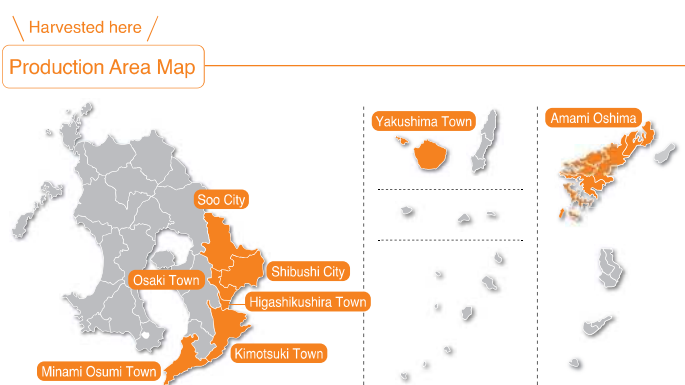 Harvested here
Production Area Map
Yakushima Town
Amami Oshima
Soo City
Shibushi City
Osaki Town
Higashikushira Town
Kimotsuki Town
Minami Osumi Town